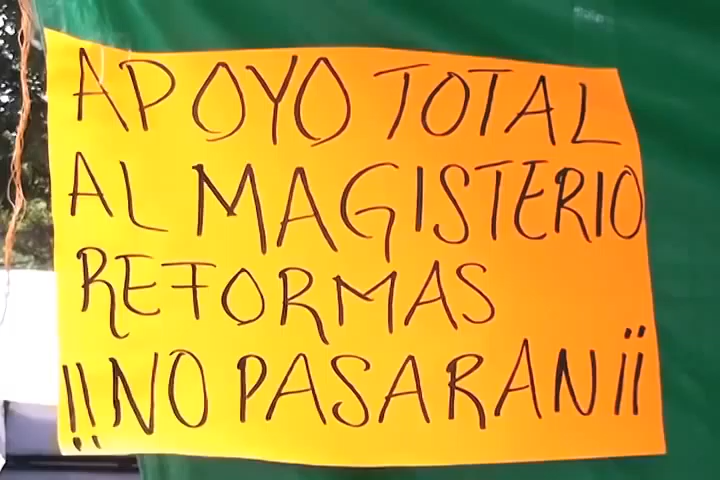 APOYO TOTAL
AL MAGISTERIO
REFORMAS
!!NO PASARAN¡¡